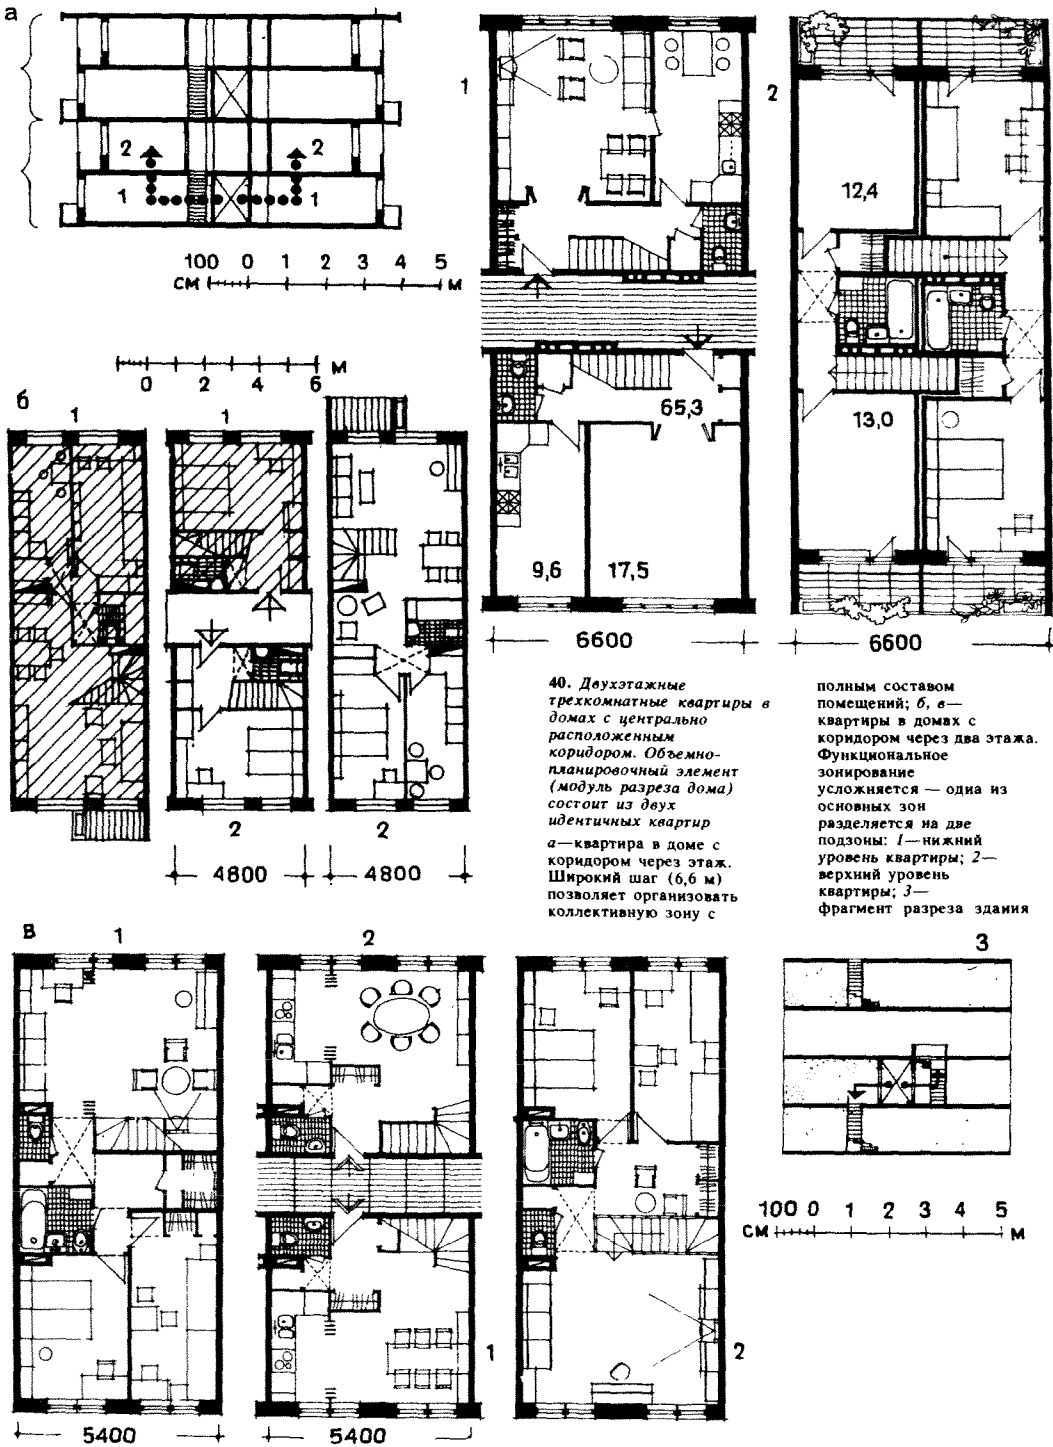 а
2 2
1 1
100 0 1 2 3 4 5
см м
м
0 2 4 6
б
1 1
2 2
4800 4800
1
65,3
9,6 17,5
6600
2
12,4
13,0
6600
40. Двухэтажные
трехкомнатные квартиры в
домах с центрально
расположенным
коридором. Объемно-
планировочный элемент
(модуль разреза дома)
состоит из двух
идентичных квартир
а—квартира в доме с
коридором через этаж.
Широкий шаг (6,6 м)
позволяет организовать
коллективную зону с
полным составом
помещений; б, в—
квартиры в домах с
коридором через два этажа.
Функциональное
зонирование
усложняется — одна из
основных зон
разделяется на две
подзоны: 1—нижний
уровень квартиры; 2—
верхний уровень
квартиры; 3—
фрагмент разреза здания
в
1 2
1 2
5400 5400
3
100 0 1 2 3 4 5
см м